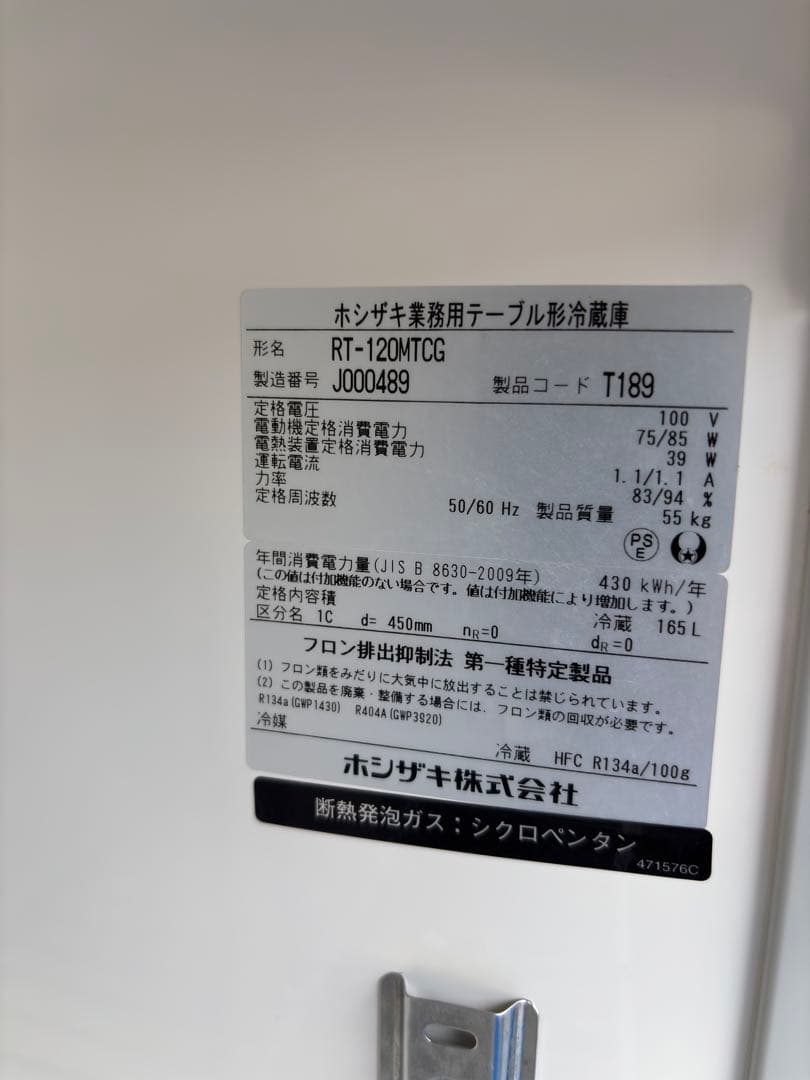 ホシザキ業務用テーブル形冷蔵庫
形名 RT-120MTCG
製造番号 J000489 製品コード T189
定格電圧 100 V
電動機定格消費電力 75/85 W
電熱装置定格消費電力 39 W
運転電流 1.1/1.1 A
力率 83/94 %
定格周波数 50/60 Hz 製品質量 55 kg
PS E
年間消費電力量(JIS B 8630-2009年) 430 kWh/年
(この値は付加機能のない場合です。値は付加機能により増加します。)
定格内容積 冷蔵 165 L
区分名 1C d= 450mm nR=0 dR=0
フロン排出抑制法 第一種特定製品
(1) フロン類をみだりに大気中に放出することは禁じられています。
(2) この製品を廃棄・整備する場合には、フロン類の回収が必要です。
R134a(GWP1430) R404A(GWP3920)
冷媒 冷蔵 HFC R134a/100g
ホシザキ株式会社
断熱発泡ガス:シクロペンタン
471576C